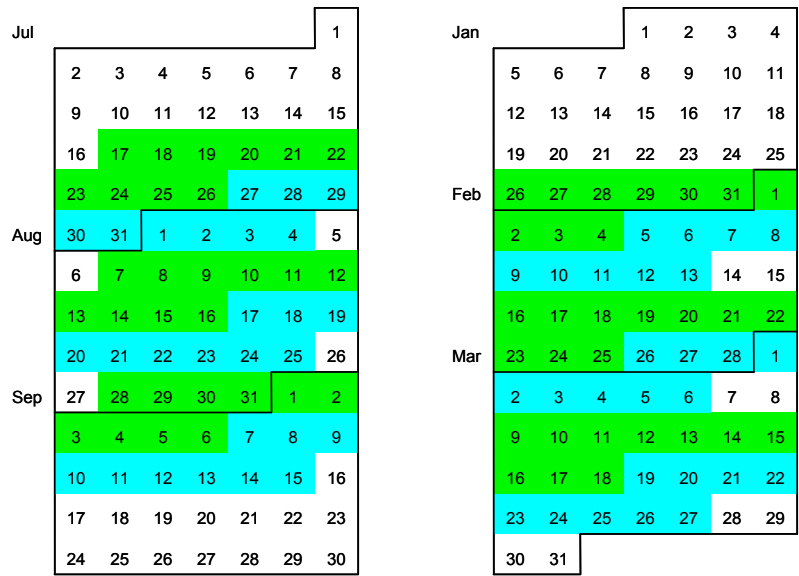 Jul 1
2 3 4 5 6 7 8
9 10 11 12 13 14 15
16 17 18 19 20 21 22
23 24 25 26 27 28 29
Aug 30 31 1 2 3 4 5
6 7 8 9 10 11 12
13 14 15 16 17 18 19
20 21 22 23 24 25 26
Sep 27 28 29 30 31 1 2
3 4 5 6 7 8 9
10 11 12 13 14 15 16
17 18 19 20 21 22 23
24 25 26 27 28 29 30
Jan 1 2 3 4
5 6 7 8 9 10 11
12 13 14 15 16 17 18
19 20 21 22 23 24 25
Feb 26 27 28 29 30 31 1
2 3 4 5 6 7 8
9 10 11 12 13 14 15
16 17 18 19 20 21 22
Mar 23 24 25 26 27 28 1
2 3 4 5 6 7 8
9 10 11 12 13 14 15
16 17 18 19 20 21 22
23 24 25 26 27 28 29
30 31